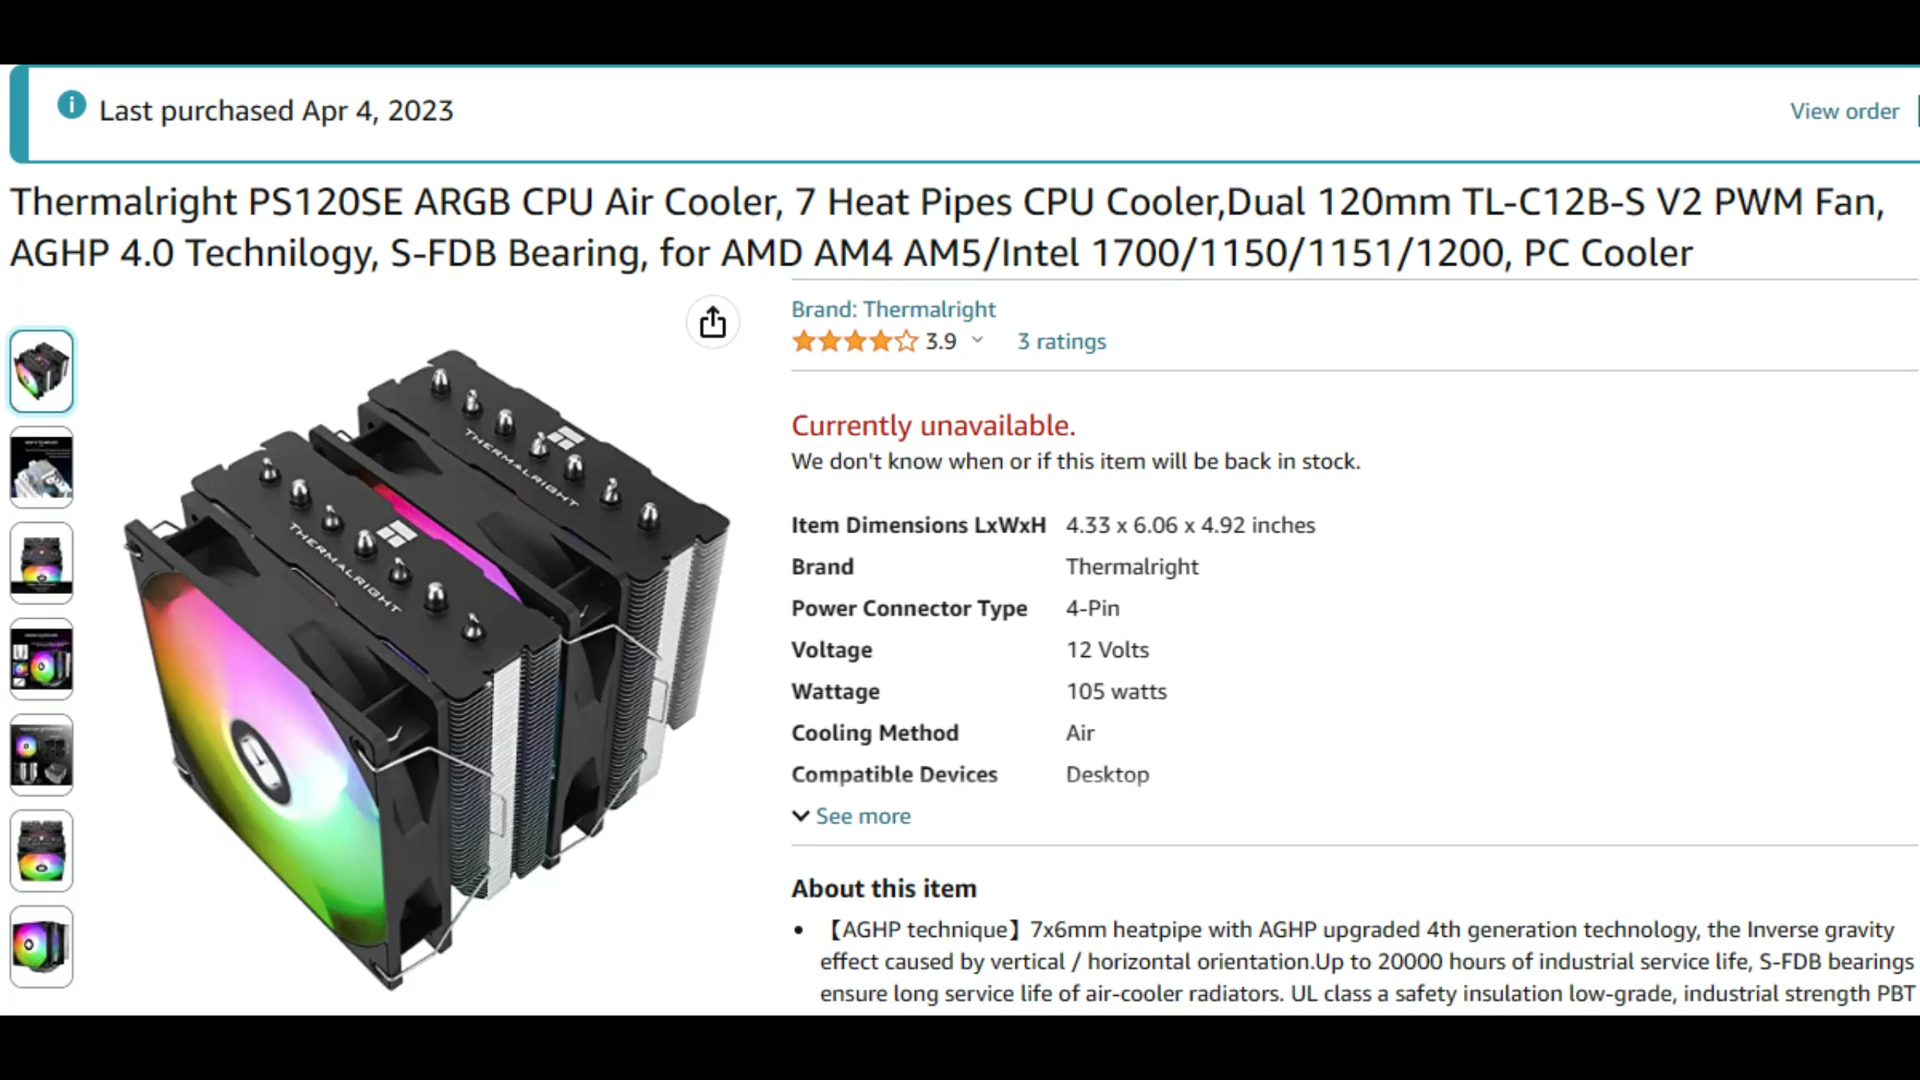 Last purchased Apr 4, 2023
View order
Thermalright PS120SE ARGB CPU Air Cooler, 7 Heat Pipes CPU Cooler,Dual 120mm TL-C12B-S V2 PWM Fan,
AGHP 4.0 Technilogy, S-FDB Bearing, for AMD AM4 AM5/Intel 1700/1150/1151/1200, PC Cooler
Brand: Thermalright
3.9
3 ratings
THERMALRIGHT
THERMALRIGHT
Currently unavailable.
We don't know when or if this item will be back in stock.
Item Dimensions LxWxH 4.33 x 6.06 x 4.92 inches
Brand Thermalright
Power Connector Type 4-Pin
Voltage 12 Volts
Wattage 105 watts
Cooling Method Air
Compatible Devices Desktop
See more
About this item
• 【AGHP technique】7x6mm heatpipe with AGHP upgraded 4th generation technology, the Inverse gravity
effect caused by vertical / horizontal orientation.Up to 20000 hours of industrial service life, S-FDB bearings
ensure long service life of air-cooler radiators. UL class a safety insulation low-grade, industrial strength PBT